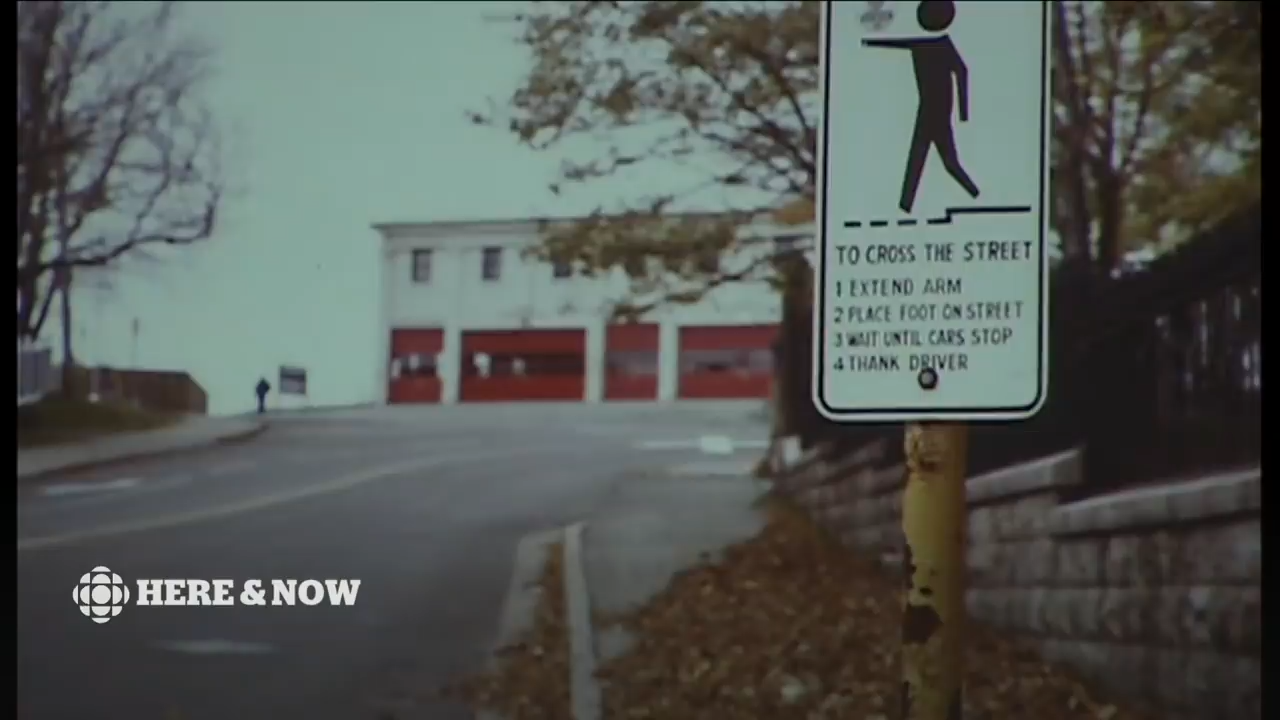 TO CROSS THE STREET
1 EXTEND ARM
2 PLACE FOOT ON STREET
3 WAIT UNTIL CARS STOP
4 THANK DRIVER
HERE & NOW